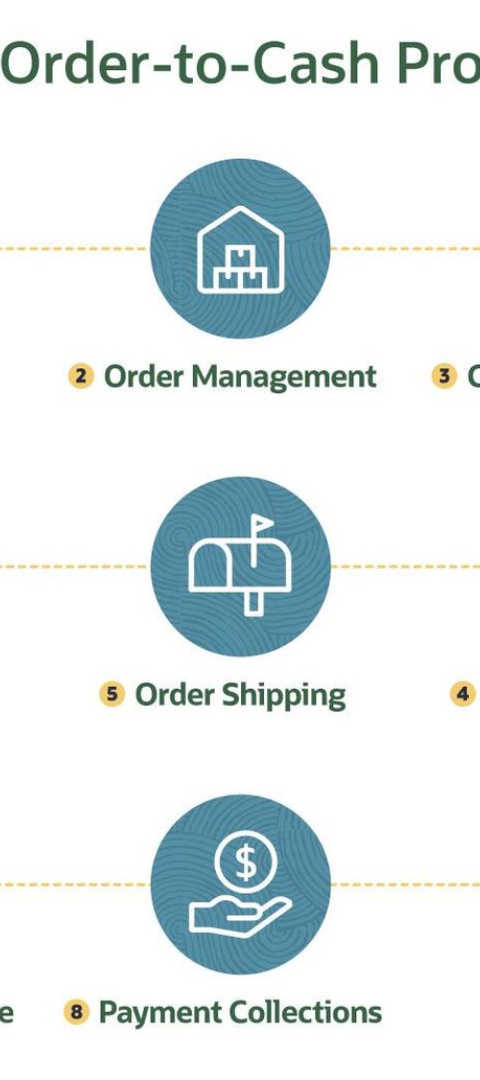 Order-to-Cash Pro
2 Order Management 3
5 Order Shipping 4
e 8 Payment Collections